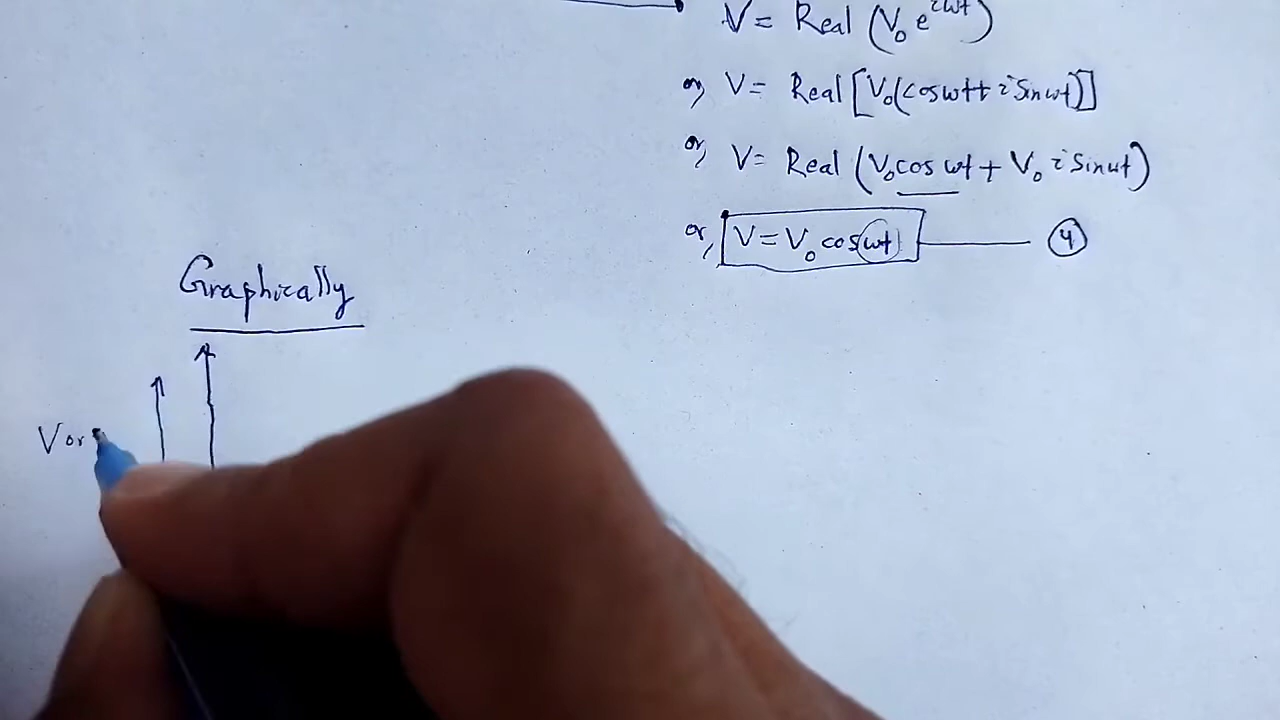 V = Real (V₀ e^{iωt})
or, V = Real [V₀(cosωt + i Sinωt)]
or, V = Real (V₀cos ωt + V₀ i Sinωt)
or, V = V₀ cos(ωt) 4
Graphically
V or